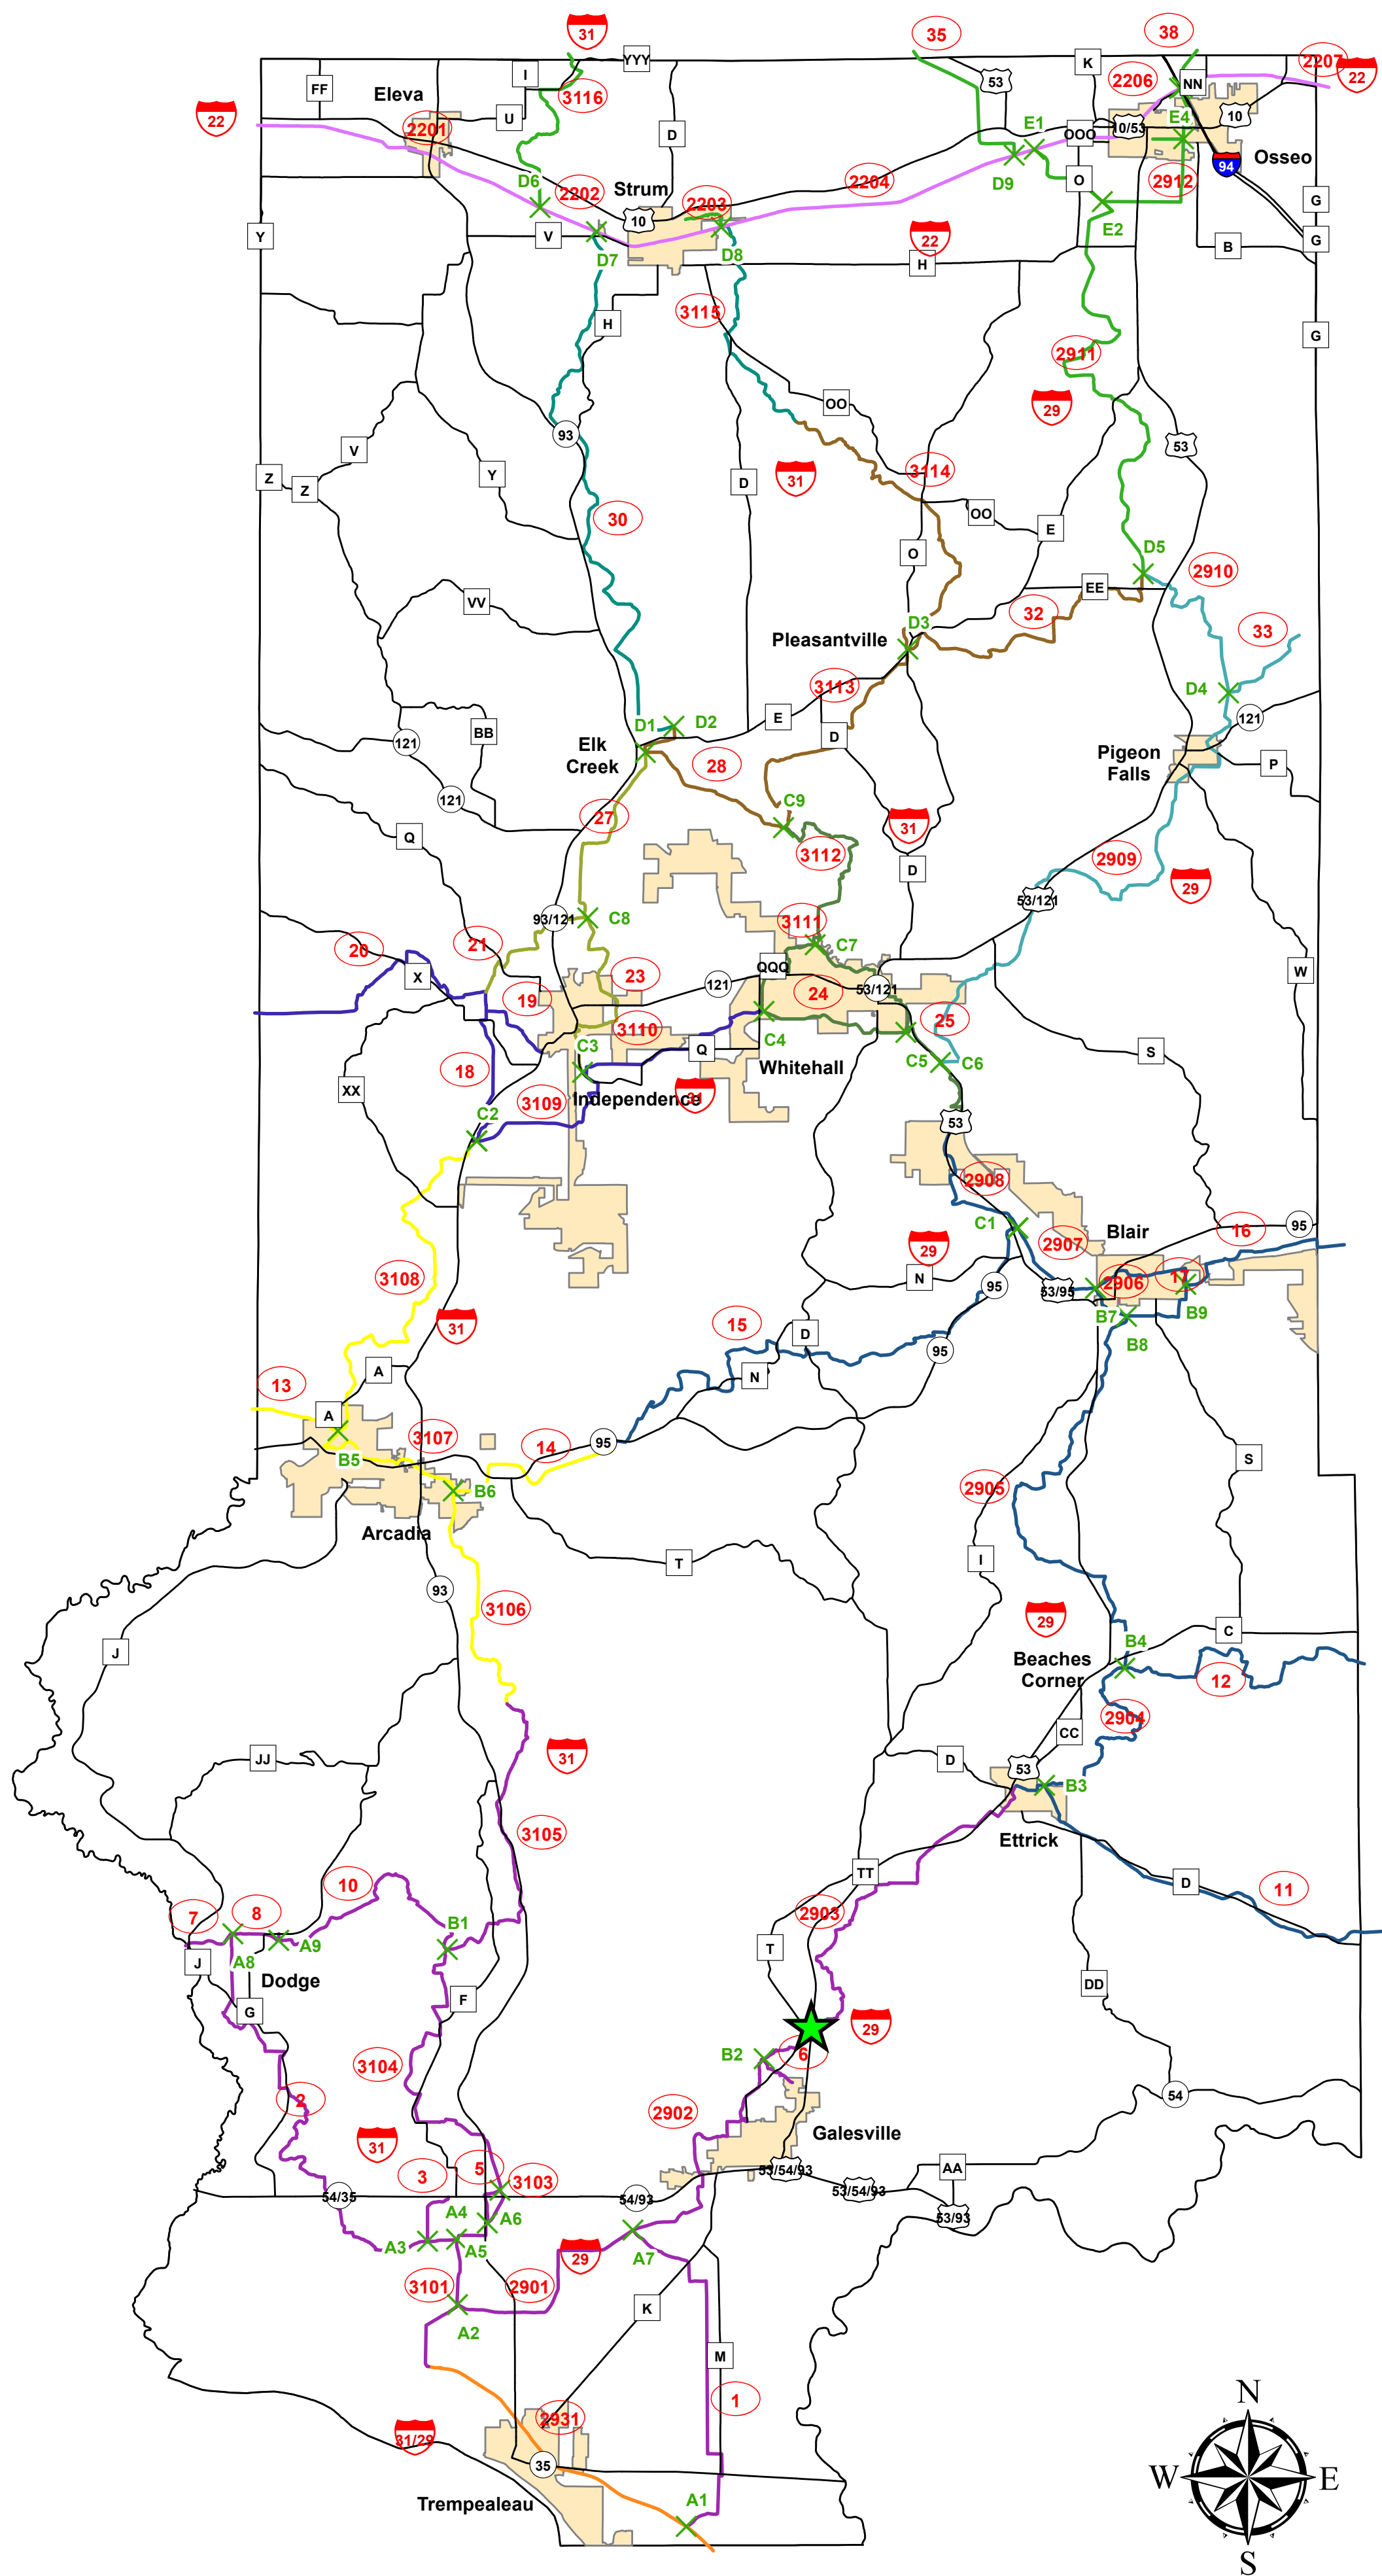 31
35
38
2207
22
YYY
K
I
53
2206
NN
FF
3116
Eleva
U
10
22
2201
D
OOO
10/53
E4
E1
94
Osseo
D6
2202
Strum
2204
D9
O
2912
2203
G
10
E2
Y
V
22
G
D7
D8
H
B
3115
H
G
2911
OO
29
93
53
V
3114
Z
Y
31
D
Z
OO
30
E
O
D5
2910
EE
VV
32
33
D3
Pleasantville
3113
D4
D1
D2
E
121
BB
D
121
Elk
Creek
28
Pigeon
Falls
P
121
C9
27
31
Q
3112
2909
D
29
53/121
93/121
C8
3111
20
21
C7
QQQ
W
X
23
121
24
53/121
19
25
3110
C3
C4
Q
S
18
C5
C6
Whitehall
XX
31
3109
Independence
C2
53
2908
C1
Blair
16
95
2907
29
3108
N
95
53/95
2906
17
B7
B9
B8
31
15
D
95
A
N
13
A
3107
95
14
B5
S
2905
B6
Arcadia
T
I
93
3106
29
C
B4
J
Beaches
Corner
12
2904
CC
31
JJ
D
53
B3
3105
Ettrick
TT
10
D
11
7
8
2903
B1
A9
T
A8
J
Dodge
DD
F
G
29
B2
6
3104
54
2
2902
Galesville
31
AA
3
5
53/54/93
3103
54/35
54/93
53/54/93
A4
A6
53/93
A3
A5
A7
29
3101
2901
K
A2
M
1
N
2931
31/29
35
W
E
A1
Trempealeau
S